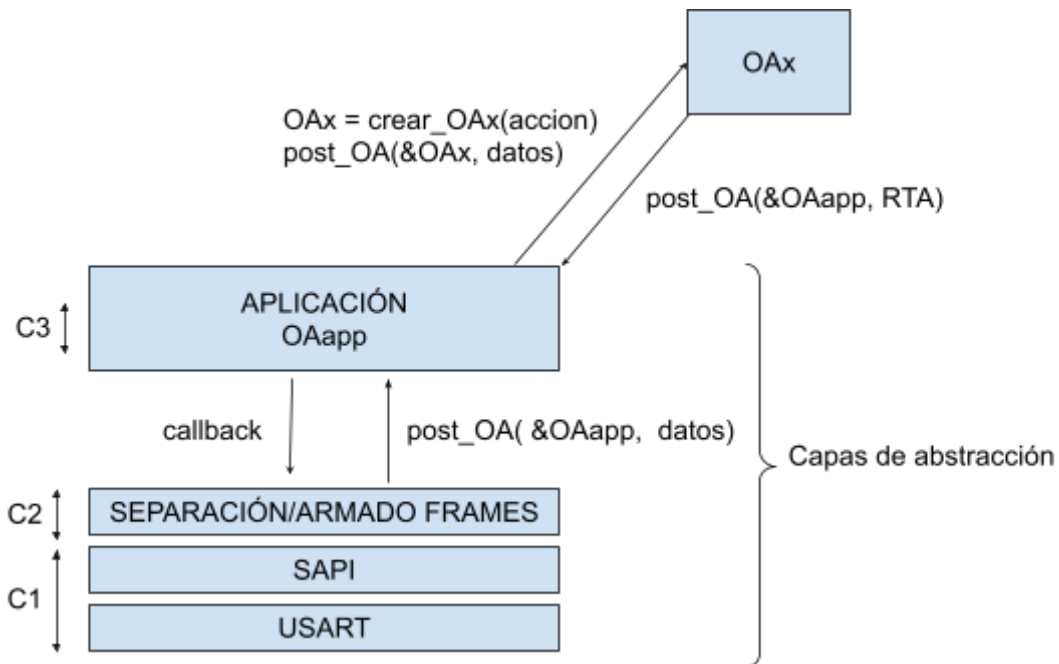 OAx
OAx = crear_OAx(accion)
post_OA(&OAx, datos)
post_OA(&OAapp, RTA)
C3
APLICACIÓN
OAapp
callback
post_OA( &OAapp,  datos)
Capas de abstracción
C2
SEPARACIÓN/ARMADO FRAMES
C1
SAPI
USART